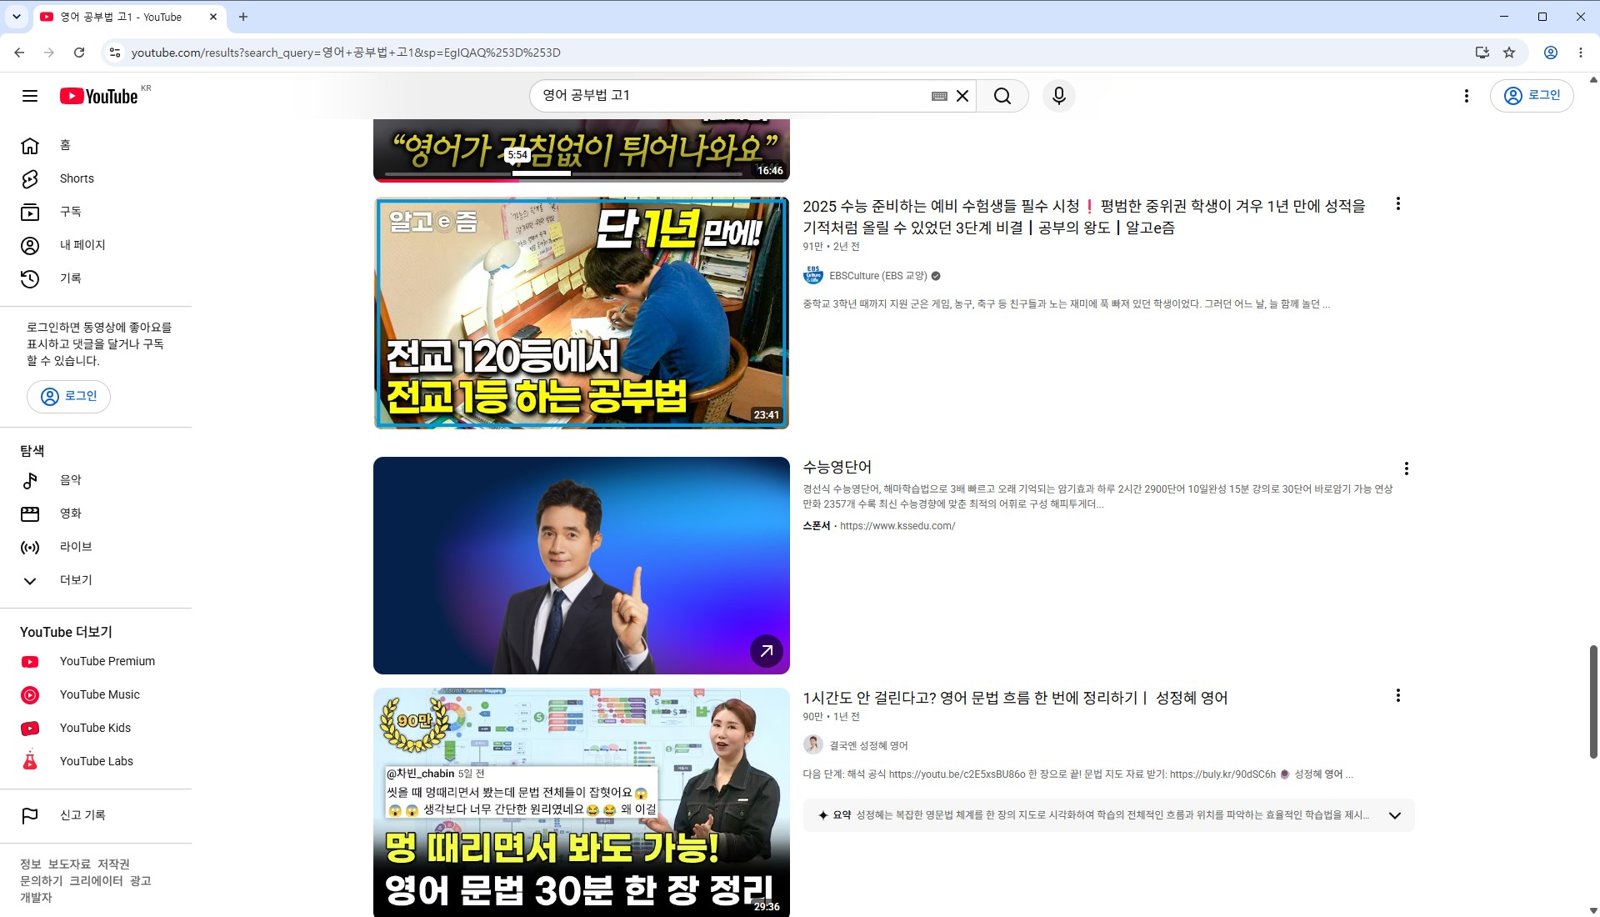 영어 공부법 고1 - YouTube
youtube.com/results?search_query=영어+공부법+고1&sp=EgIQAQ%253D%253D
YouTube KR
영어 공부법 고1
로그인
홈
Shorts
구독
내 페이지
기록
로그인하면 동영상에 좋아요를
표시하고 댓글을 달거나 구독
할 수 있습니다.
로그인
탐색
음악
영화
라이브
더보기
YouTube 더보기
YouTube Premium
YouTube Music
YouTube Kids
YouTube Labs
신고 기록
정보 보도자료 저작권
문의하기 크리에이터 광고
개발자
“영어가 거침없이 튀어나와요”
5:54
16:46
알고e즘
단 1년 만에!
전교 120등에서
전교 1등 하는 공부법
23:41
2025 수능 준비하는 예비 수험생들 필수 시청❗ 평범한 중위권 학생이 겨우 1년 만에 성적을
기적처럼 올릴 수 있었던 3단계 비결┃공부의 왕도┃알고e즘
91만 • 2년 전
EBSCulture (EBS 교양)
중학교 3학년 때까지 지원 군은 게임, 농구, 축구 등 친구들과 노는 재미에 푹 빠져 있던 학생이었다. 그러던 어느 날, 늘 함께 놀던 ...
수능영단어
경선식 수능영단어, 해마학습법으로 3배 빠르고 오래 기억되는 암기효과 하루 2시간 2900단어 10일완성 15분 강의로 30단어 바로암기 가능 연상
만화 2357개 수록 최신 수능경향에 맞춘 최적의 어휘로 구성 해피투게더...
스폰서 · https://www.kssedu.com/
90만
@차빈_chabin 5일 전
씻을 때 멍때리면서 봤는데 문법 전체들이 잡혓어요😱
😱😱 생각보다 너무 간단한 원리였네요😂😂 왜 이걸
멍 때리면서 봐도 가능!
영어 문법 30분 한 장 정리
29:36
1시간도 안 걸린다고? 영어 문법 흐름 한 번에 정리하기ㅣ 성정혜 영어
90만 • 1년 전
결국엔 성정혜 영어
다음 단계: 해석 공식 https://youtu.be/c2E5xsBU86o 한 장으로 끝! 문법 지도 자료 받기: https://buly.kr/90dSC6h 성정혜 영어 ...
요약 성정혜는 복잡한 영문법 체계를 한 장의 지도로 시각화하여 학습의 전체적인 흐름과 위치를 파악하는 효율적인 학습법을 제시...